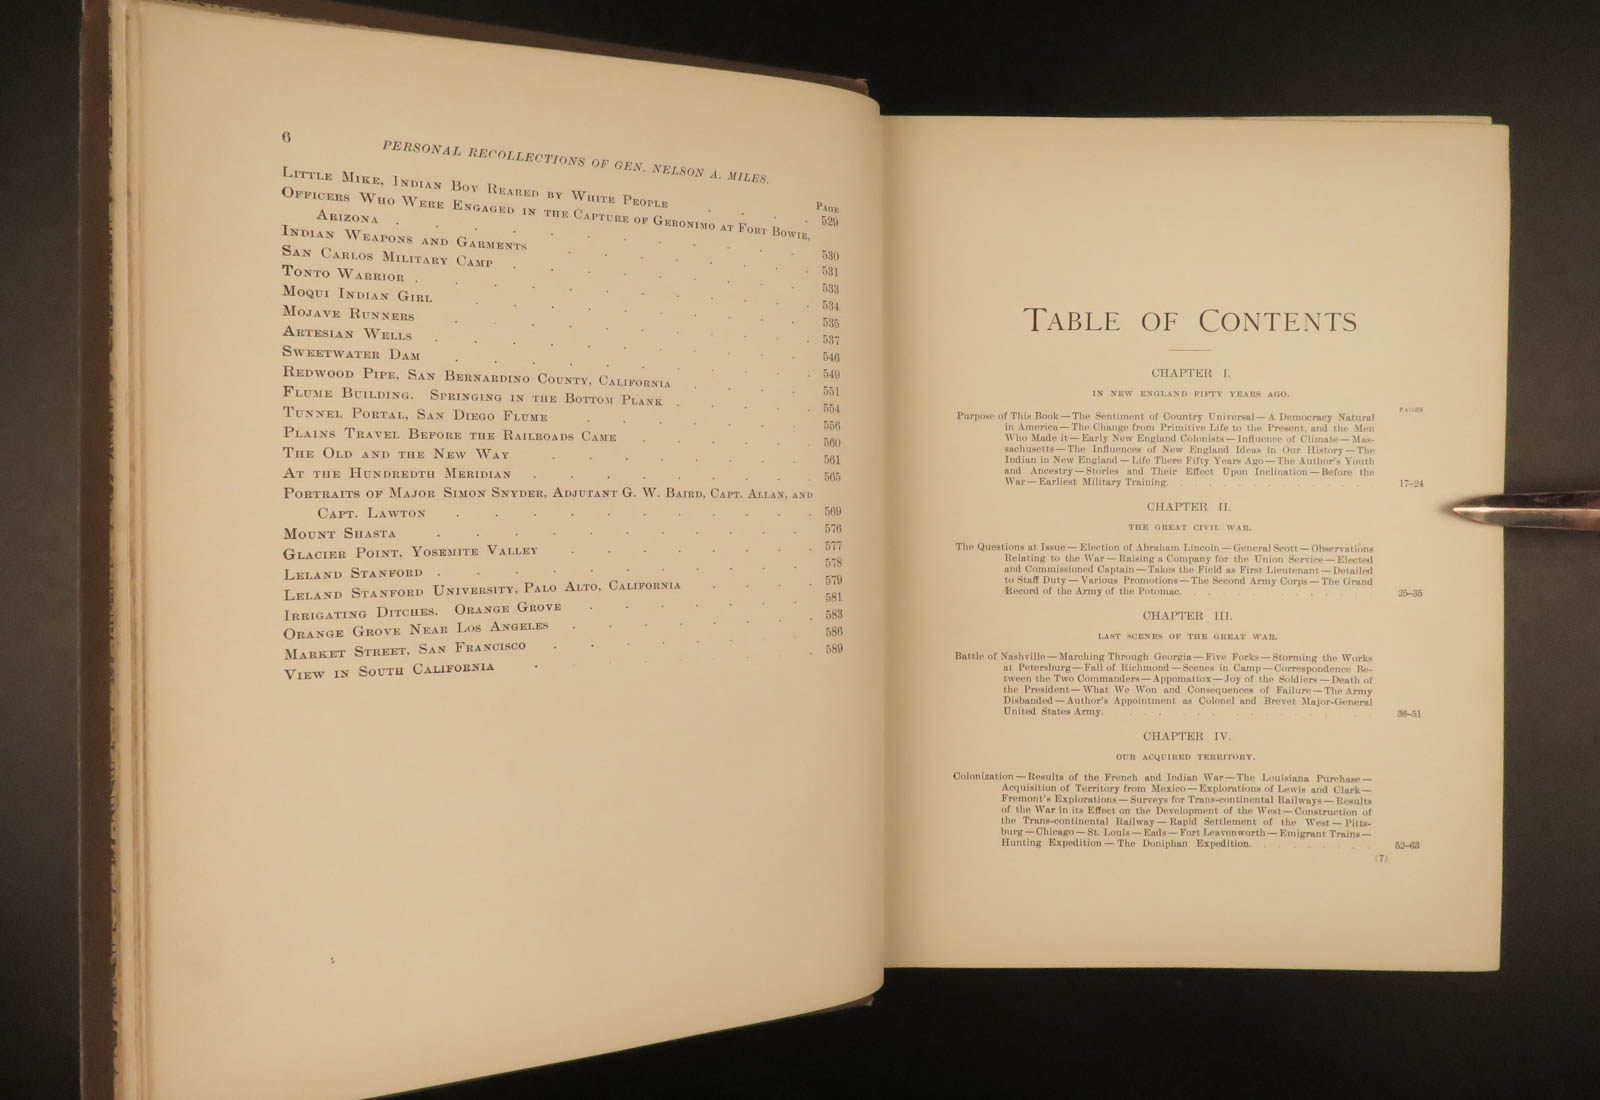 6 PERSONAL RECOLLECTIONS OF GEN. NELSON A. MILES.
PAGE
LITTLE MIKE, INDIAN BOY REARED BY WHITE PEOPLE . . . . 529
OFFICERS WHO WERE ENGAGED IN THE CAPTURE OF GERONIMO AT FORT BOWIE,
ARIZONA . . . . . . . . . . 530
INDIAN WEAPONS AND GARMENTS . . . . . . . 531
SAN CARLOS MILITARY CAMP . . . . . . . 533
TONTO WARRIOR . . . . . . . . . 534
MOQUI INDIAN GIRL . . . . . . . . 535
MOJAVE RUNNERS . . . . . . . . 537
ARTESIAN WELLS . . . . . . . . 546
SWEETWATER DAM . . . . . . . . 549
REDWOOD PIPE, SAN BERNARDINO COUNTY, CALIFORNIA . . . . 551
FLUME BUILDING. SPRINGING IN THE BOTTOM PLANK . . . . 554
TUNNEL PORTAL, SAN DIEGO FLUME . . . . . . 556
PLAINS TRAVEL BEFORE THE RAILROADS CAME . . . . . 560
THE OLD AND THE NEW WAY . . . . . . . 561
AT THE HUNDREDTH MERIDIAN . . . . . . . 565
PORTRAITS OF MAJOR SIMON SNYDER, ADJUTANT G. W. BAIRD, CAPT. ALLAN, AND
CAPT. LAWTON . . . . . . . . . . 569
MOUNT SHASTA . . . . . . . . . 576
GLACIER POINT, YOSEMITE VALLEY . . . . . . . 577
LELAND STANFORD . . . . . . . . . 578
LELAND STANFORD UNIVERSITY, PALO ALTO, CALIFORNIA . . . . 579
IRRIGATING DITCHES. ORANGE GROVE . . . . . . 581
ORANGE GROVE NEAR LOS ANGELES . . . . . . . 583
MARKET STREET, SAN FRANCISCO . . . . . . . 586
VIEW IN SOUTH CALIFORNIA . . . . . . . 589
TABLE OF CONTENTS
CHAPTER I.
IN NEW ENGLAND FIFTY YEARS AGO.
PAGES
Purpose of This Book — The Sentiment of Country Universal — A Democracy Natural
in America — The Change from Primitive Life to the Present, and the Men
Who Made it — Early New England Colonists — Influence of Climate — Mas-
sachusetts — The Influences of New England Ideas in Our History — The
Indian in New England — Life There Fifty Years Ago — The Author's Youth
and Ancestry — Stories and Their Effect Upon Inclination — Before the
War — Earliest Military Training. . . . . . . . . . 17-24
CHAPTER II.
THE GREAT CIVIL WAR.
The Questions at Issue — Election of Abraham Lincoln — General Scott — Observations
Relating to the War — Raising a Company for the Union Service — Elected
and Commissioned Captain — Takes the Field as First Lieutenant — Detailed
to Staff Duty — Various Promotions — The Second Army Corps — The Grand
Record of the Army of the Potomac. . . . . . . . . 25-35
CHAPTER III.
LAST SCENES OF THE GREAT WAR.
Battle of Nashville — Marching Through Georgia — Five Forks — Storming the Works
at Petersburg — Fall of Richmond — Scenes in Camp — Correspondence Be-
tween the Two Commanders — Appomattox — Joy of the Soldiers — Death of
the President — What We Won and Consequences of Failure — The Army
Disbanded — Author's Appointment as Colonel and Brevet Major-General
United States Army. . . . . . . . . . . 36-51
CHAPTER IV.
OUR ACQUIRED TERRITORY.
Colonization — Results of the French and Indian War — The Louisiana Purchase —
Acquisition of Territory from Mexico — Explorations of Lewis and Clark —
Fremont's Explorations — Surveys for Trans-continental Railways — Results
of the War in its Effect on the Development of the West — Construction of
the Trans-continental Railway — Rapid Settlement of the West — Pitts-
burg — Chicago — St. Louis — Eads — Fort Leavenworth — Emigrant Trains —
Hunting Expedition — The Doniphan Expedition. . . . . . . 52-63
(7)